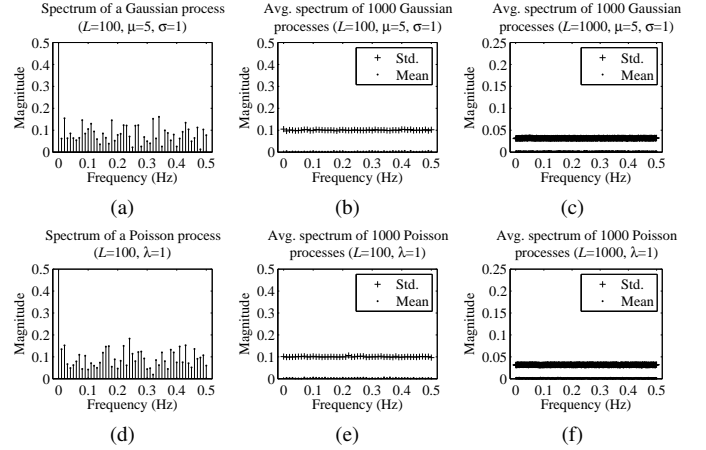 Spectrum of a Gaussian process
(L=100, μ=5, σ=1)
Magnitude
0.5
0.4
0.3
0.2
0.1
0
0 0.1 0.2 0.3 0.4 0.5
Frequency (Hz)
(a)
Avg. spectrum of 1000 Gaussian
processes (L=100, μ=5, σ=1)
Magnitude
0.5
0.4
0.3
0.2
0.1
0
Std.
Mean
0 0.1 0.2 0.3 0.4 0.5
Frequency (Hz)
(b)
Avg. spectrum of 1000 Gaussian
processes (L=1000, μ=5, σ=1)
Magnitude
0.25
0.2
0.15
0.1
0.05
0
Std.
Mean
0 0.1 0.2 0.3 0.4 0.5
Frequency (Hz)
(c)
Spectrum of a Poisson process
(L=100, λ=1)
Magnitude
0.5
0.4
0.3
0.2
0.1
0
0 0.1 0.2 0.3 0.4 0.5
Frequency (Hz)
(d)
Avg. spectrum of 1000 Poisson
processes (L=100, λ=1)
Magnitude
0.5
0.4
0.3
0.2
0.1
0
Std.
Mean
0 0.1 0.2 0.3 0.4 0.5
Frequency (Hz)
(e)
Avg. spectrum of 1000 Poisson
processes (L=1000, λ=1)
Magnitude
0.25
0.2
0.15
0.1
0.05
0
Std.
Mean
0 0.1 0.2 0.3 0.4 0.5
Frequency (Hz)
(f)